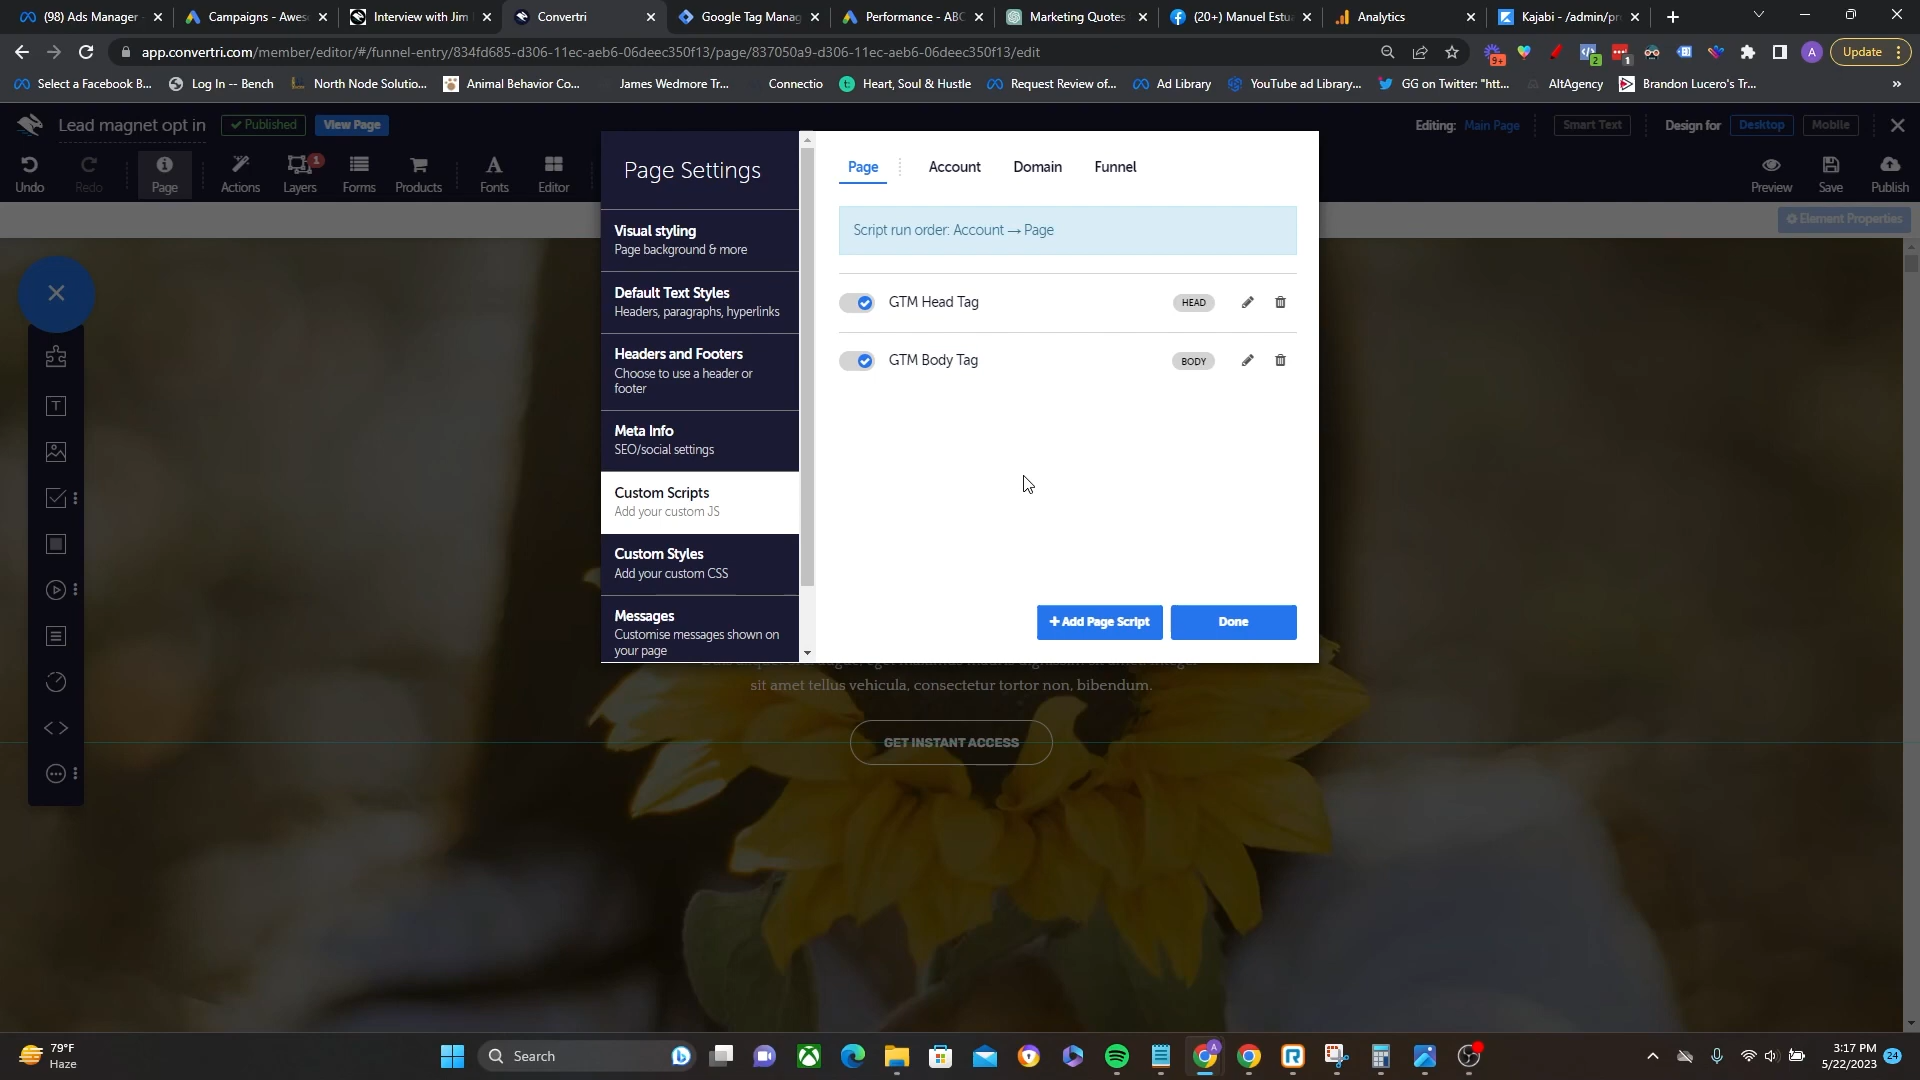 (98) Ads Manager
Campaigns - Awes
Interview with Jim
Convertri
Google Tag Manag
Performance - ABC
Marketing Quotes
(20+) Manuel Estua
Analytics
Kajabi - /admin/pr
app.convertri.com/member/editor/#/funnel-entry/834fd685-d306-11ec-aeb6-06deec350f13/page/837050a9-d306-11ec-aeb6-06deec350f13/edit
9+
2
1
A
Update
Select a Facebook B...
Log In -- Bench
North Node Solutio...
Animal Behavior Co...
James Wedmore Tr...
Connectio
Heart, Soul & Hustle
Request Review of...
Ad Library
YouTube ad Library...
GG on Twitter: "htt...
AltAgency
Brandon Lucero's Tr...
»
Lead magnet opt in
Published
View Page
Editing: Main Page
Smart Text
Design for
Desktop
Mobile
Undo
Redo
Page
Actions
Layers
1
Forms
Products
Fonts
Editor
Preview
Save
Publish
Element Properties
Page Settings
Visual styling
Page background & more
Default Text Styles
Headers, paragraphs, hyperlinks
Headers and Footers
Choose to use a header or
footer
Meta Info
SEO/social settings
Custom Scripts
Add your custom JS
Custom Styles
Add your custom CSS
Messages
Customise messages shown on
your page
Page
Account
Domain
Funnel
Script run order: Account → Page
GTM Head Tag
HEAD
GTM Body Tag
BODY
+ Add Page Script
Done
sit amet tellus vehicula, consectetur tortor non, bibendum.
GET INSTANT ACCESS
79°F
Haze
Search
A
3:17 PM
5/22/2023
24